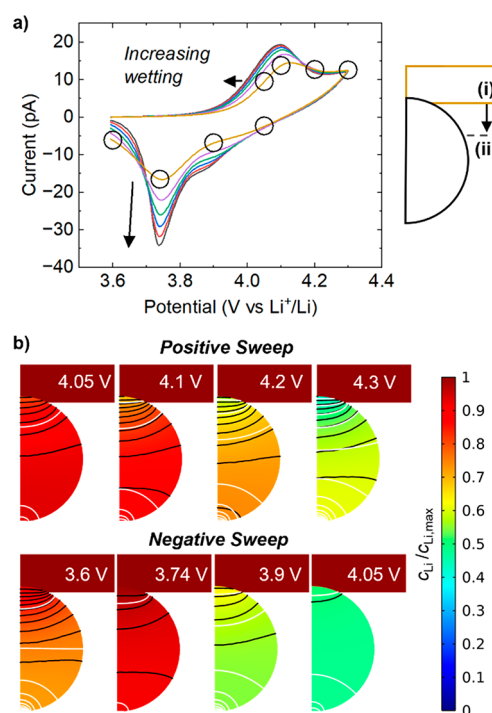 a)
Increasing
wetting
20
10
0
−10
−20
−30
−40
Current (pA)
3.6
3.8
4.0
4.2
4.4
Potential (V vs Li⁺/Li)
(i)
(ii
b)
Positive Sweep
4.05 V
4.1 V
4.2 V
4.3 V
Negative Sweep
3.6 V
3.74 V
3.9 V
4.05 V
1
0.9
0.8
0.7
0.6
0.5
0.4
0.3
0.2
0.1
0
c_Li/c_Li,max